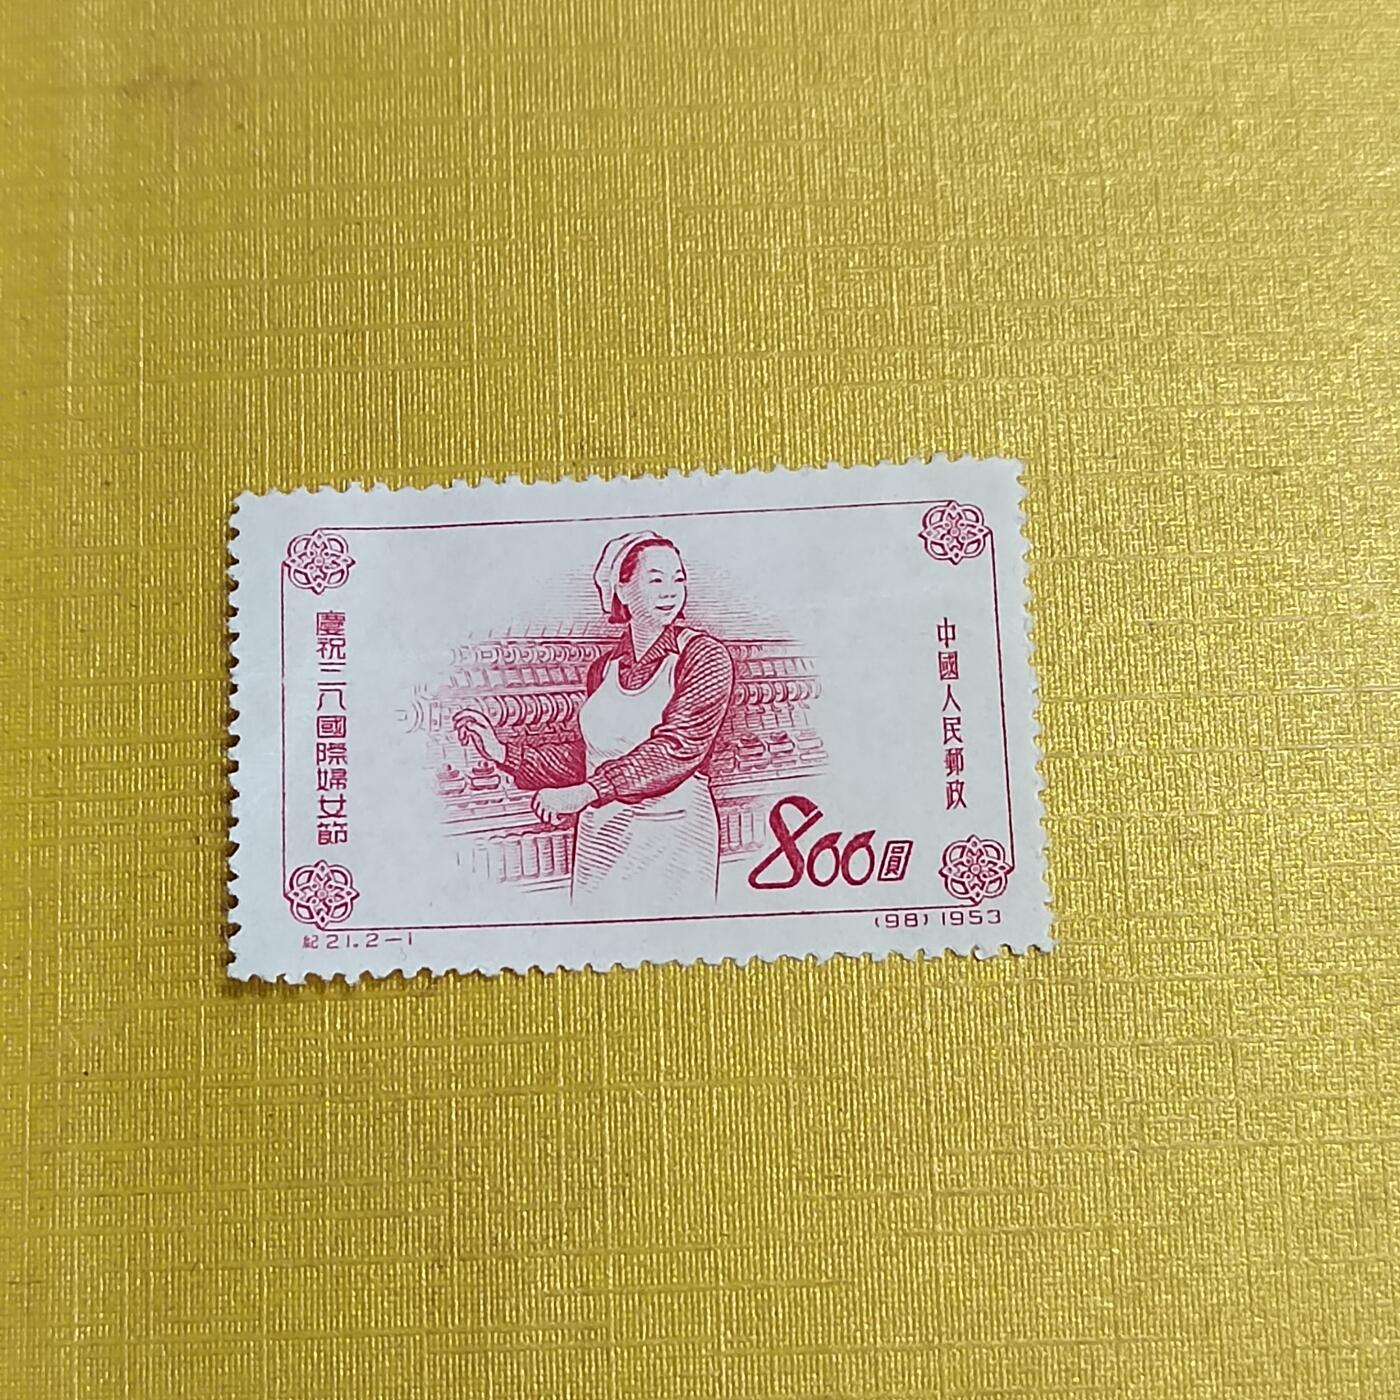 慶祝三八國際婦女節
中國人民郵政
800圓
紀21.2-1
(98)1953